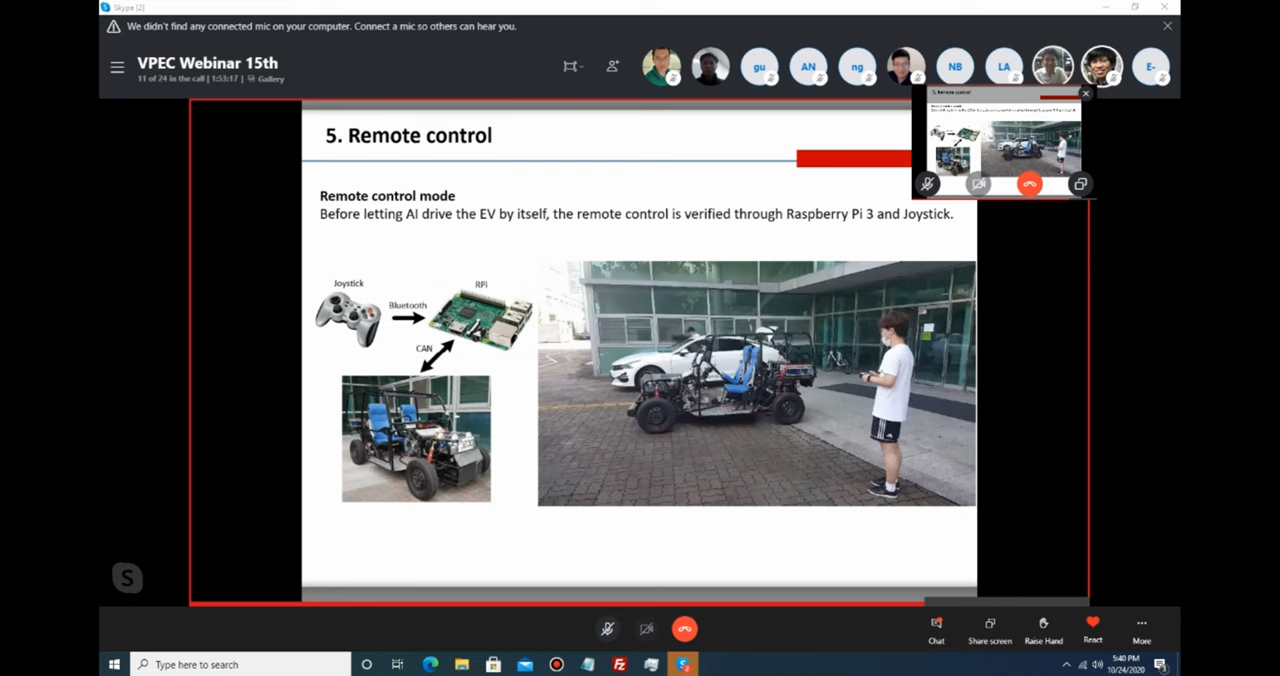 Skype [2]
We didn't find any connected mic on your computer. Connect a mic so others can hear you.
VPEC Webinar 15th
11 of 24 in the call | 1:53:17 | Gallery
gu
AN
ng
NB
LA
E-
5. Remote control
5. Remote control
Remote control mode
Before letting AI drive the EV by itself, the remote control is verified through Raspberry Pi 3 and Joystick.
Joystick
RPi
Bluetooth
CAN
S
Chat
Share screen
Raise Hand
React
More
Type here to search
Fz
5:40 PM
10/24/2020